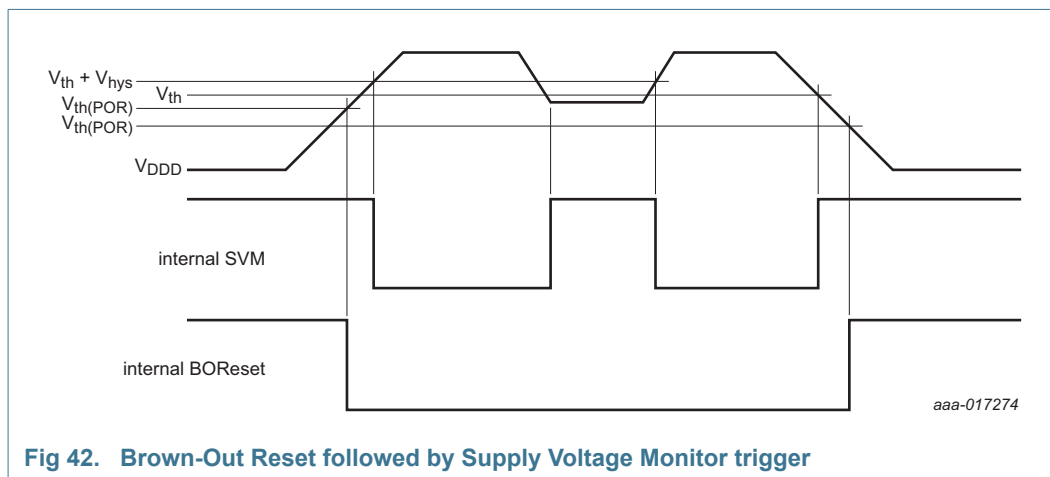 Vth + Vhys
Vth
Vth(POR)
Vth(POR)
VDDD
internal SVM
internal BOReset
aaa-017274
Fig 42. Brown-Out Reset followed by Supply Voltage Monitor trigger